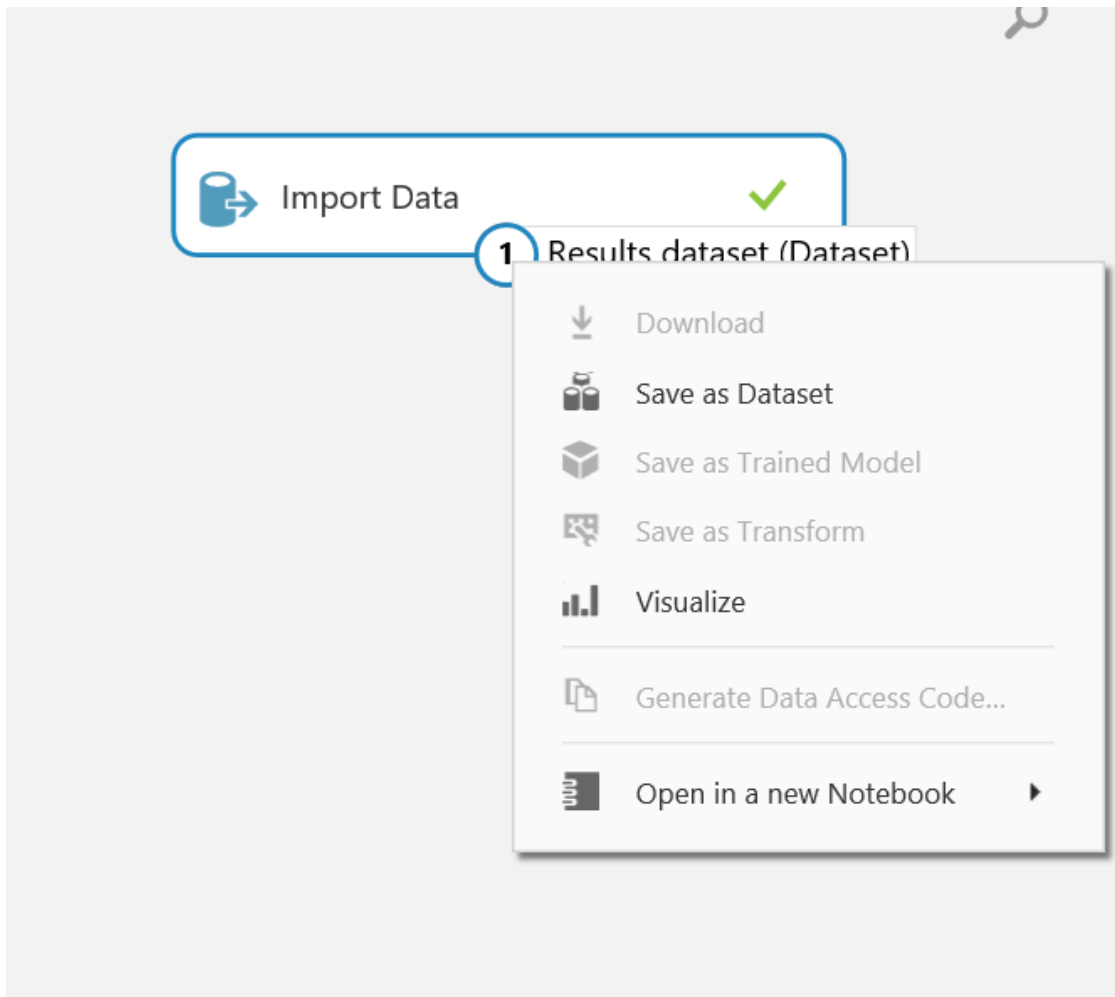 Import Data
1 Results dataset (Dataset)
Download
Save as Dataset
Save as Trained Model
Save as Transform
Visualize
Generate Data Access Code...
Open in a new Notebook